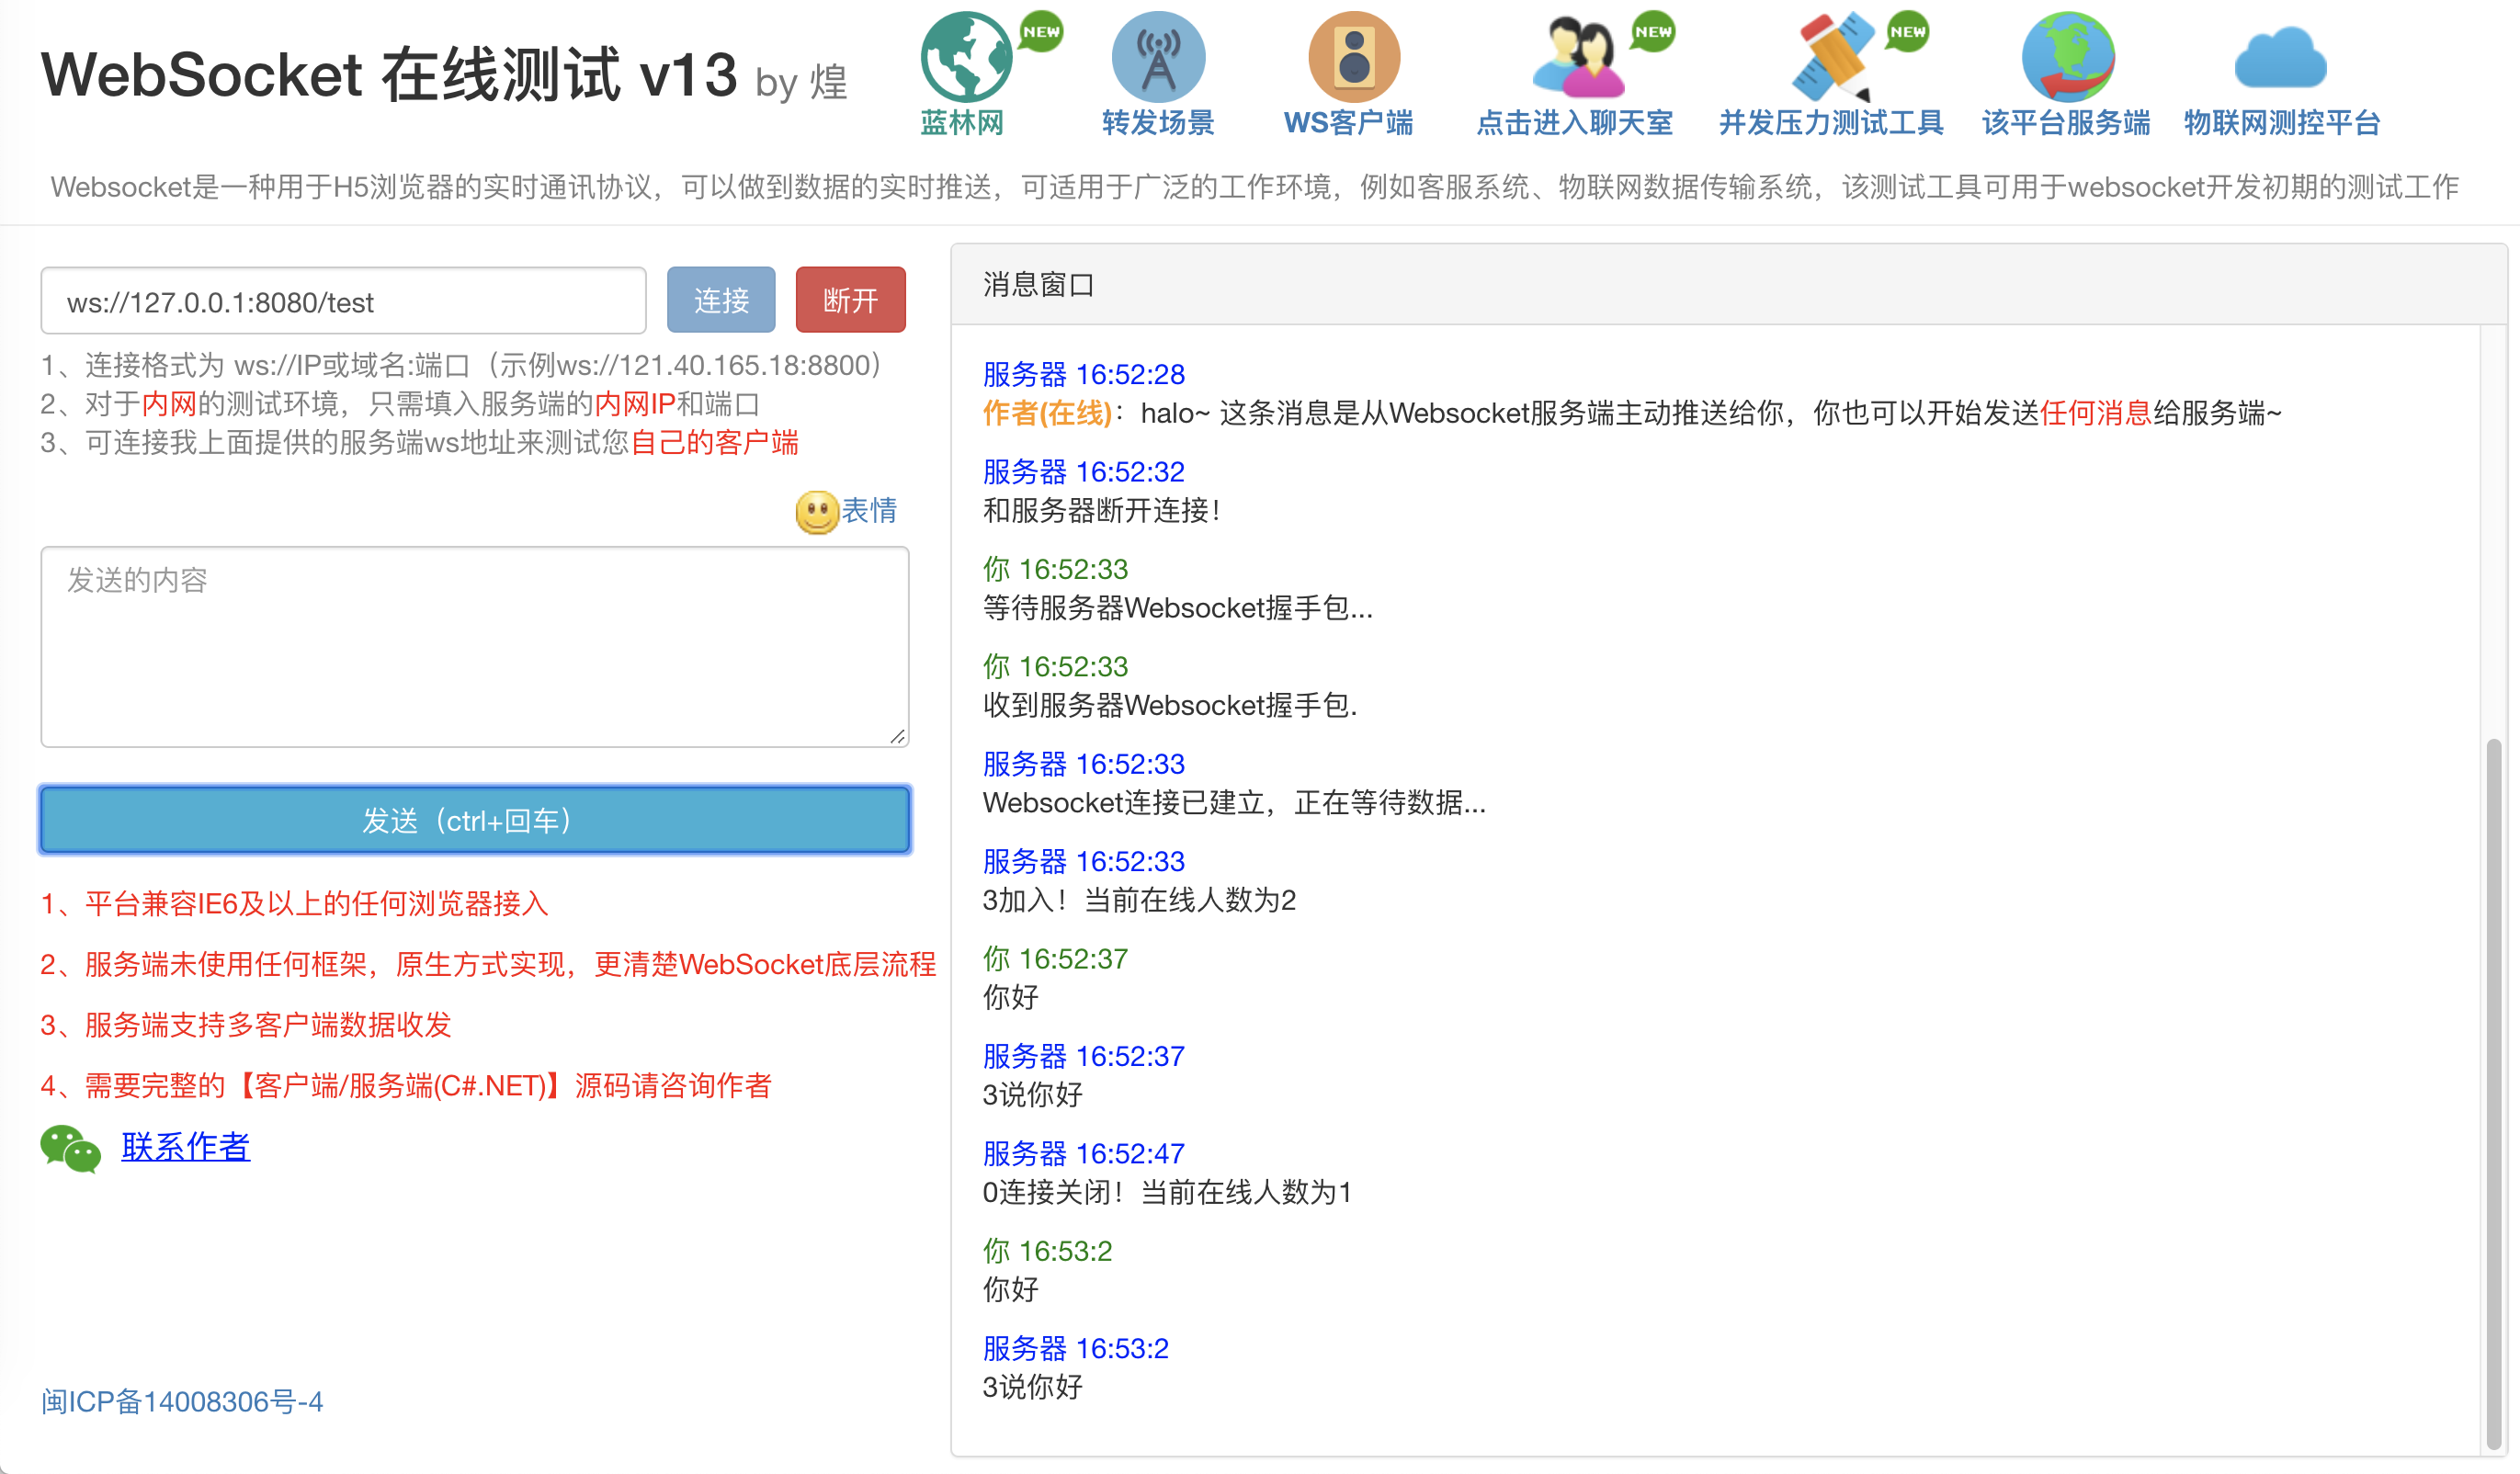 WebSocket 在线测试 v13 by 煌
NEW
蓝林网
转发场景
WS客户端
NEW
点击进入聊天室
NEW
并发压力测试工具
该平台服务端
物联网测控平台
Websocket是一种用于H5浏览器的实时通讯协议，可以做到数据的实时推送，可适用于广泛的工作环境，例如客服系统、物联网数据传输系统，该测试工具可用于websocket开发初期的测试工作
ws://127.0.0.1:8080/test
连接
断开
1、连接格式为 ws://IP或域名:端口（示例ws://121.40.165.18:8800）
2、对于内网的测试环境，只需填入服务端的内网IP和端口
3、可连接我上面提供的服务端ws地址来测试您自己的客户端
表情
发送的内容
发送（ctrl+回车）
1、平台兼容IE6及以上的任何浏览器接入
2、服务端未使用任何框架，原生方式实现，更清楚WebSocket底层流程
3、服务端支持多客户端数据收发
4、需要完整的【客户端/服务端(C#.NET)】源码请咨询作者
联系作者
闽ICP备14008306号-4
消息窗口
服务器 16:52:28
作者(在线)：halo~ 这条消息是从Websocket服务端主动推送给你，你也可以开始发送任何消息给服务端~
服务器 16:52:32
和服务器断开连接！
你 16:52:33
等待服务器Websocket握手包...
你 16:52:33
收到服务器Websocket握手包.
服务器 16:52:33
Websocket连接已建立，正在等待数据...
服务器 16:52:33
3加入！当前在线人数为2
你 16:52:37
你好
服务器 16:52:37
3说你好
服务器 16:52:47
0连接关闭！当前在线人数为1
你 16:53:2
你好
服务器 16:53:2
3说你好